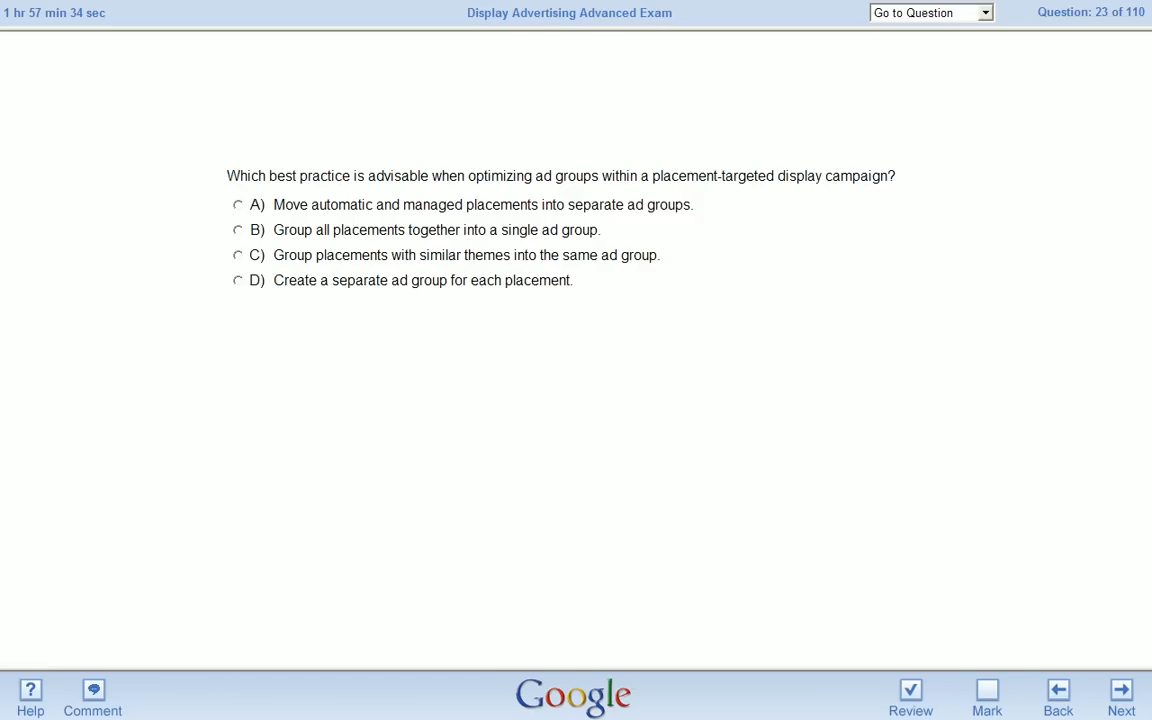 1 hr 57 min 34 sec
Display Advertising Advanced Exam
Go to Question
Question: 23 of 110
Which best practice is advisable when optimizing ad groups within a placement-targeted display campaign?
A) Move automatic and managed placements into separate ad groups.
B) Group all placements together into a single ad group.
C) Group placements with similar themes into the same ad group.
D) Create a separate ad group for each placement.
?
Help
Comment
Google
Review
Mark
Back
Next